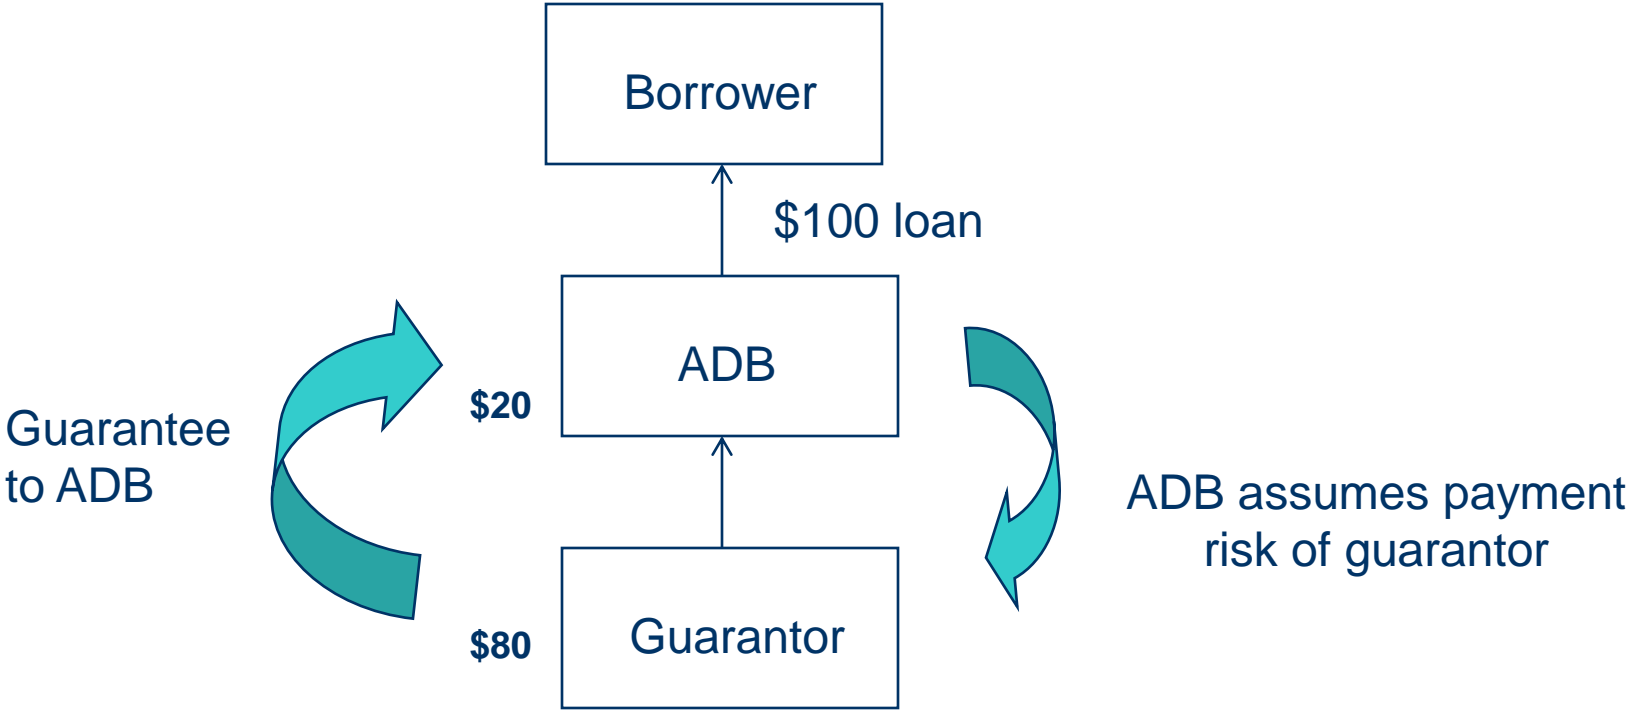 Borrower
$100 loan
ADB
$20
Guarantee
to ADB
ADB assumes payment
risk of guarantor
$80
Guarantor